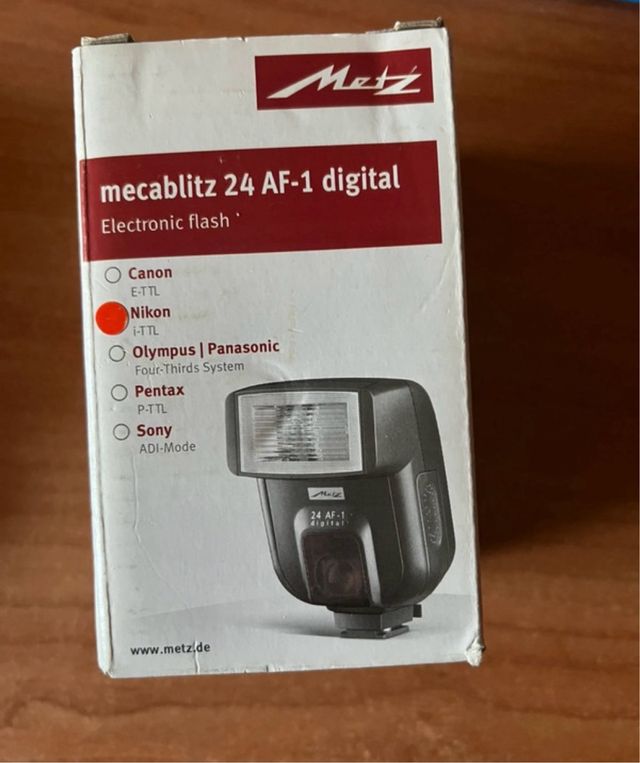 Metz
mecablitz 24 AF-1 digital
Electronic flash
Canon
E-TTL
Nikon
i-TTL
Olympus | Panasonic
Four-Thirds System
Pentax
P-TTL
Sony
ADI-Mode
Metz
24 AF-1
digital
www.metz.de